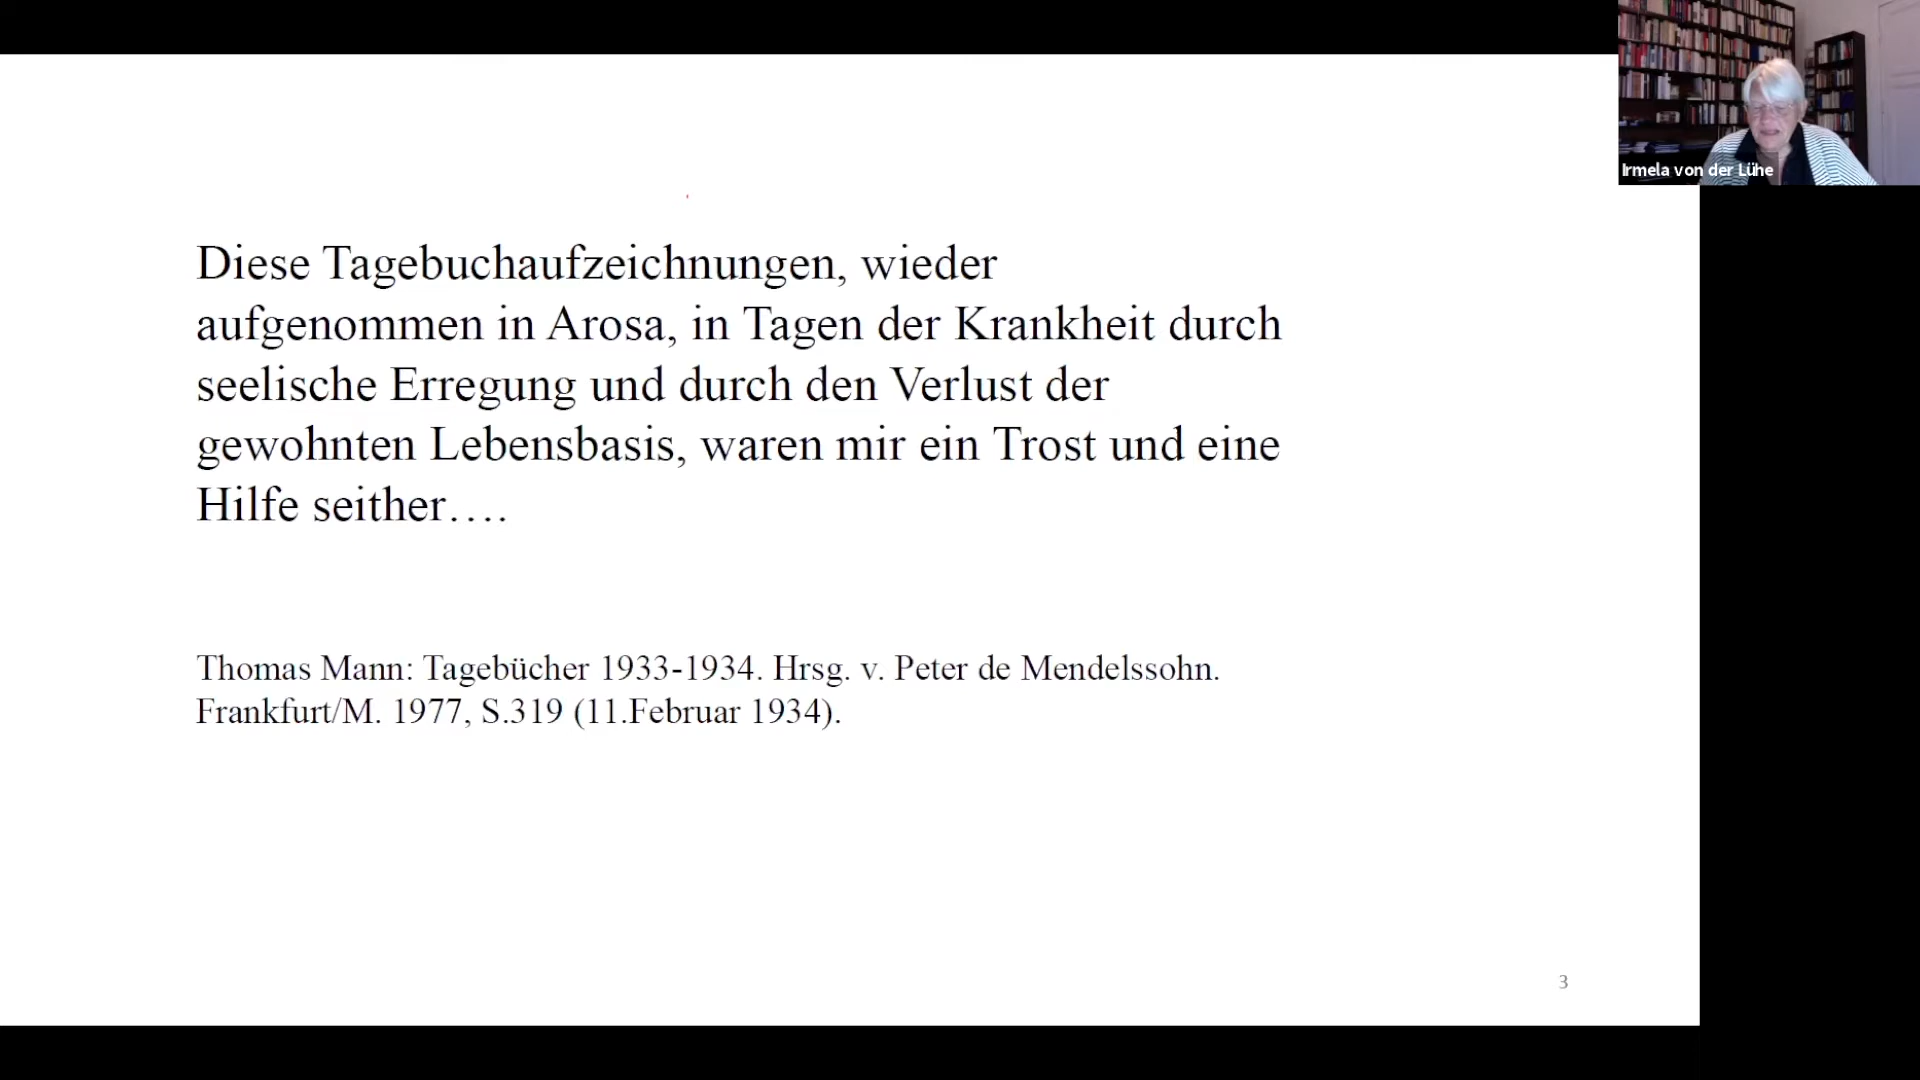 Irmela von der Lühe
Diese Tagebuchaufzeichnungen, wieder
aufgenommen in Arosa, in Tagen der Krankheit durch
seelische Erregung und durch den Verlust der
gewohnten Lebensbasis, waren mir ein Trost und eine
Hilfe seither….
Thomas Mann: Tagebücher 1933-1934. Hrsg. v. Peter de Mendelssohn.
Frankfurt/M. 1977, S.319 (11.Februar 1934).
3